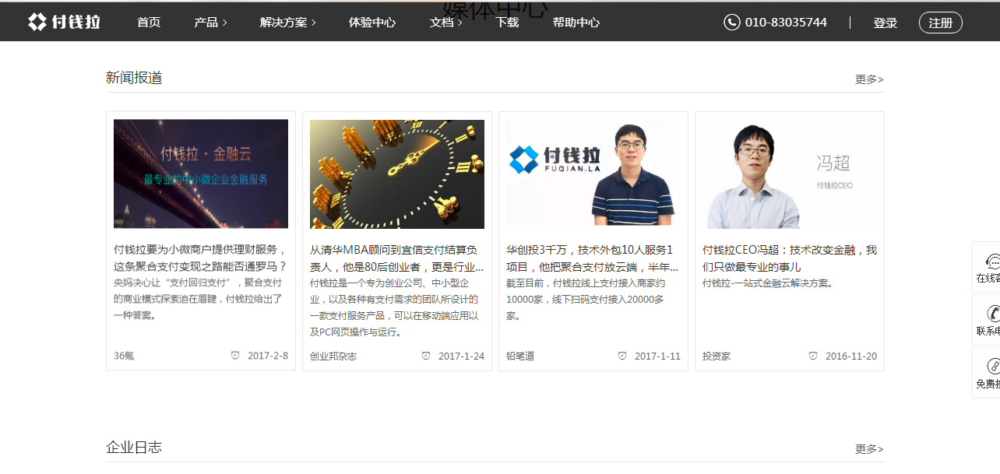 媒体中心
付钱拉
首页
产品 >
解决方案 >
体验中心
文档 >
下载
帮助中心
010-83035744
登录
注册
新闻报道
更多>
付钱拉·金融云
最专业的中小微企业金融服务
付钱拉要为小微商户提供理财服务，
这条聚合支付变现之路能否通罗马？
央妈决心让“支付回归支付”，聚合支付
的商业模式探索迫在眉睫，付钱拉给出了
一种答案。
36氪
2017-2-8
从清华MBA顾问到宜信支付结算负
责人，他是80后创业者，更是行业...
付钱拉是一个专为创业公司、中小型企
业，以及各种有支付需求的团队所设计的
一款支付服务产品，可以在移动端应用以
及PC网页操作与运行。
创业邦杂志
2017-1-24
付钱拉
FUQIAN.LA
华创投3千万，技术外包10人服务1
项目，他把聚合支付放云端，半年...
截至目前，付钱拉线上支付接入商家约
10000家，线下扫码支付接入20000多
家。
铅笔道
2017-1-11
冯超
付钱拉CEO
付钱拉CEO冯超：技术改变金融，我
们只做最专业的事儿
付钱拉-一站式金融云解决方案。
投资家
2016-11-20
在线客
联系电
免费接
企业日志
更多>